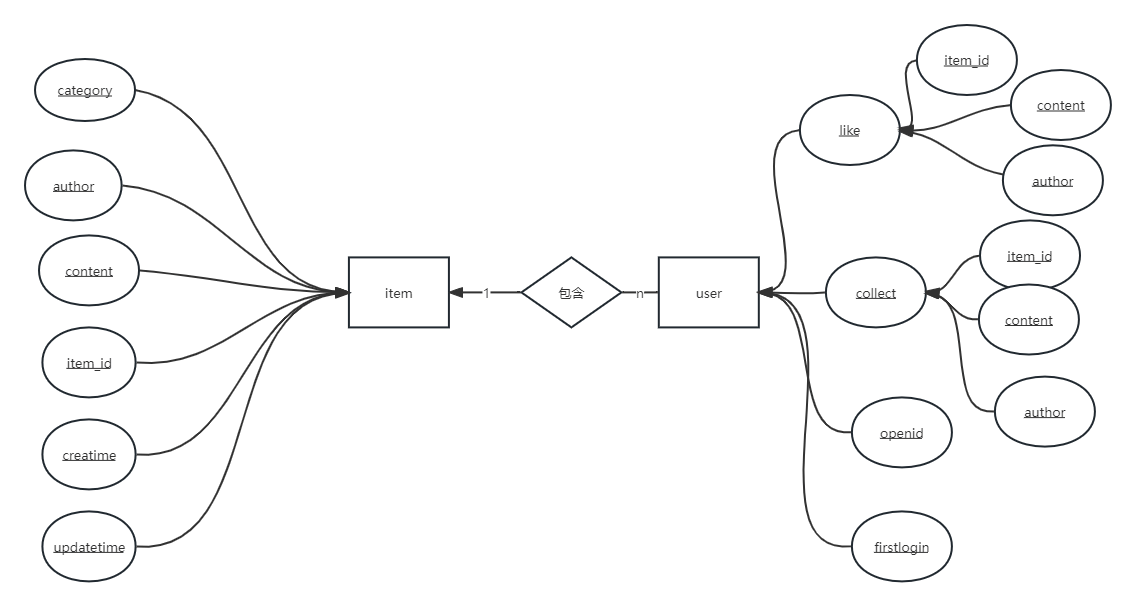 category
author
content
item_id
creatime
updatetime
item
1
包含
n
user
like
item_id
content
author
collect
item_id
content
author
openid
firstlogin